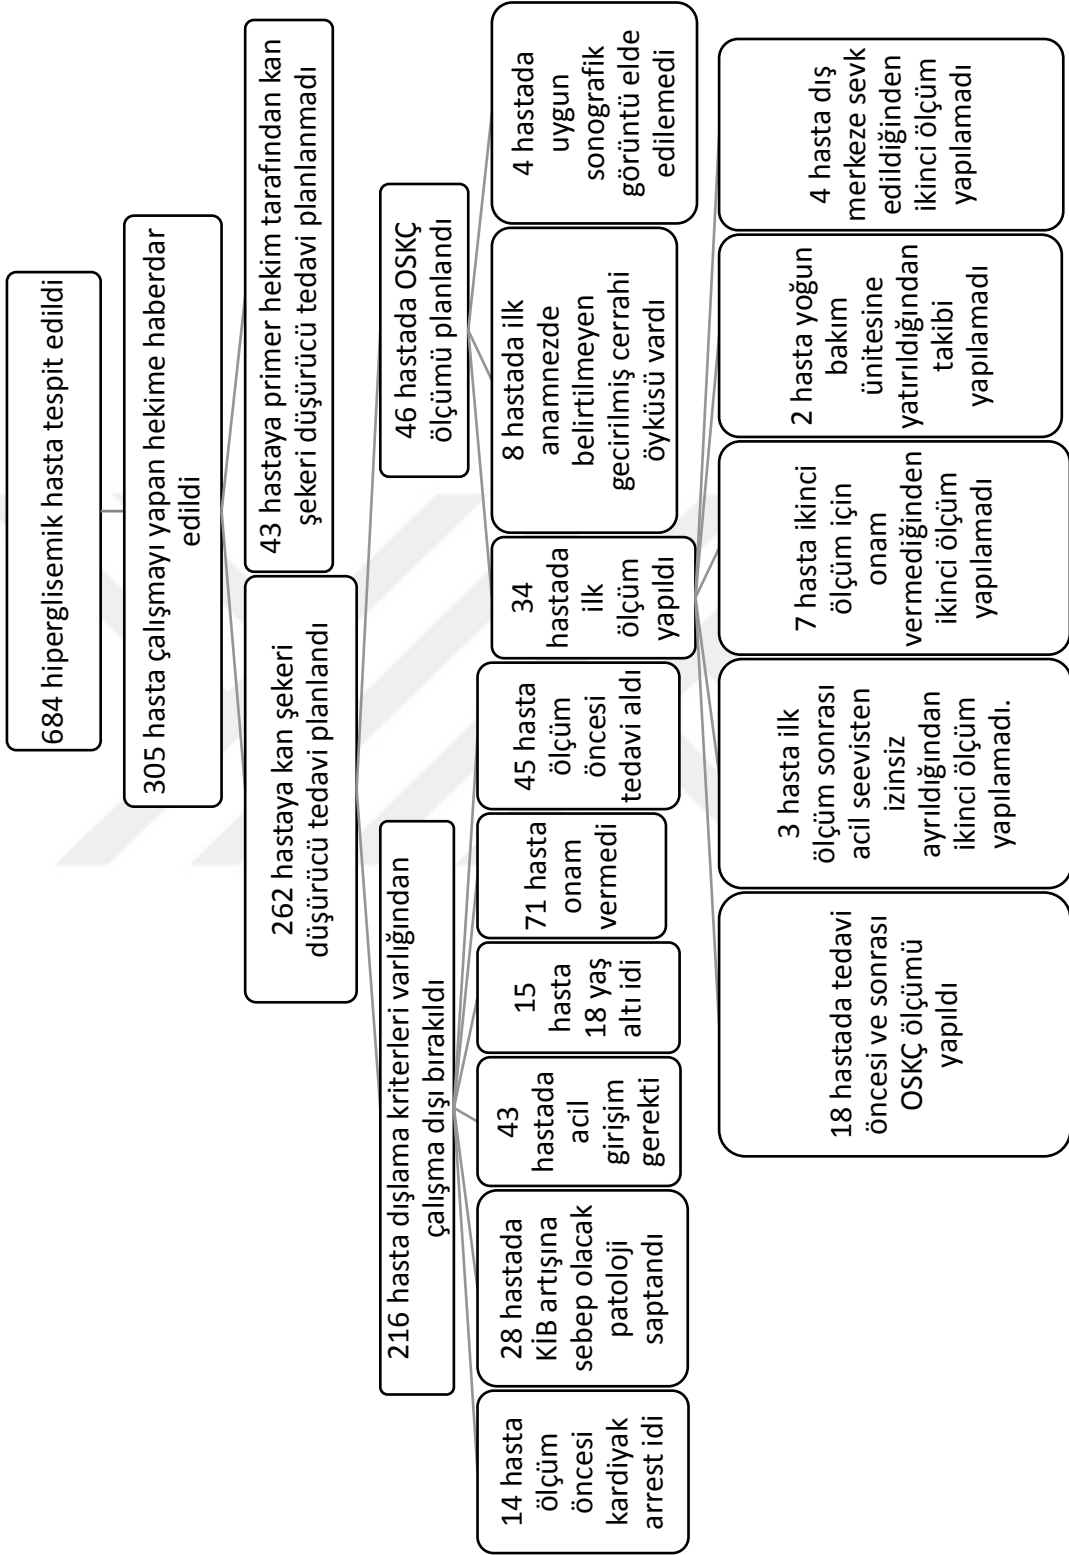 684 hiperglisemik hasta tespit edildi
305 hasta çalışmayı yapan hekime haberdar
edildi
262 hastaya kan şekeri
düşürücü tedavi planlandı
43 hastaya primer hekim tarafından kan
şekeri düşürücü tedavi planlanmadı
216 hasta dışlama kriterleri varlığından
çalışma dışı bırakıldı
46 hastada OSKÇ
ölçümü planlandı
14 hasta
ölçüm
öncesi
kardiyak
arrest idi
28 hastada
KİB artışına
sebep olacak
patoloji
saptandı
43
hastada
acil
girişim
gerekti
15
hasta
18 yaş
altı idi
71 hasta
onam
vermedi
45 hasta
ölçüm
öncesi
tedavi aldı
34
hastada
ilk
ölçüm
yapıldı
8 hastada ilk
anamnezde
belirtilmeyen
gecirilmiş cerrahi
öyküsü vardı
4 hastada
uygun
sonografik
görüntü elde
edilemedi
18 hastada tedavi
öncesi ve sonrası
OSKÇ ölçümü
yapıldı
3 hasta ilk
ölçüm sonrası
acil seevisten
izinsiz
ayrıldığından
ikinci ölçüm
yapılamadı.
7 hasta ikinci
ölçüm için
onam
vermediğinden
ikinci ölçüm
yapılamadı
2 hasta yoğun
bakım
ünitesine
yatırıldığından
takibi
yapılamadı
4 hasta dış
merkeze sevk
edildiğinden
ikinci ölçüm
yapılamadı